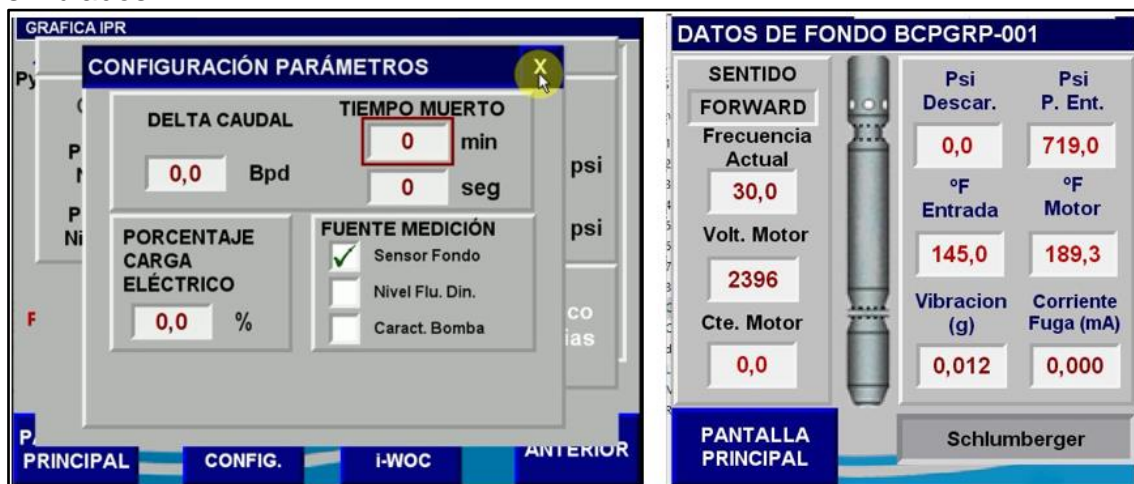 GRAFICA IPR
CONFIGURACIÓN PARÁMETROS
X
DELTA CAUDAL
0,0 Bpd
TIEMPO MUERTO
0 min
0 seg
psi
psi
PORCENTAJE
CARGA
ELÉCTRICO
0,0 %
FUENTE MEDICIÓN
Sensor Fondo
Nivel Flu. Din.
Caract. Bomba
PRINCIPAL
CONFIG.
i-WOC
ANTERIOR
DATOS DE FONDO BCPGRP-001
SENTIDO
FORWARD
Frecuencia
Actual
30,0
Volt. Motor
2396
Cte. Motor
0,0
Psi
Descar.
0,0
Psi
P. Ent.
719,0
ºF
Entrada
145,0
ºF
Motor
189,3
Vibracion
(g)
0,012
Corriente
Fuga (mA)
0,000
PANTALLA
PRINCIPAL
Schlumberger